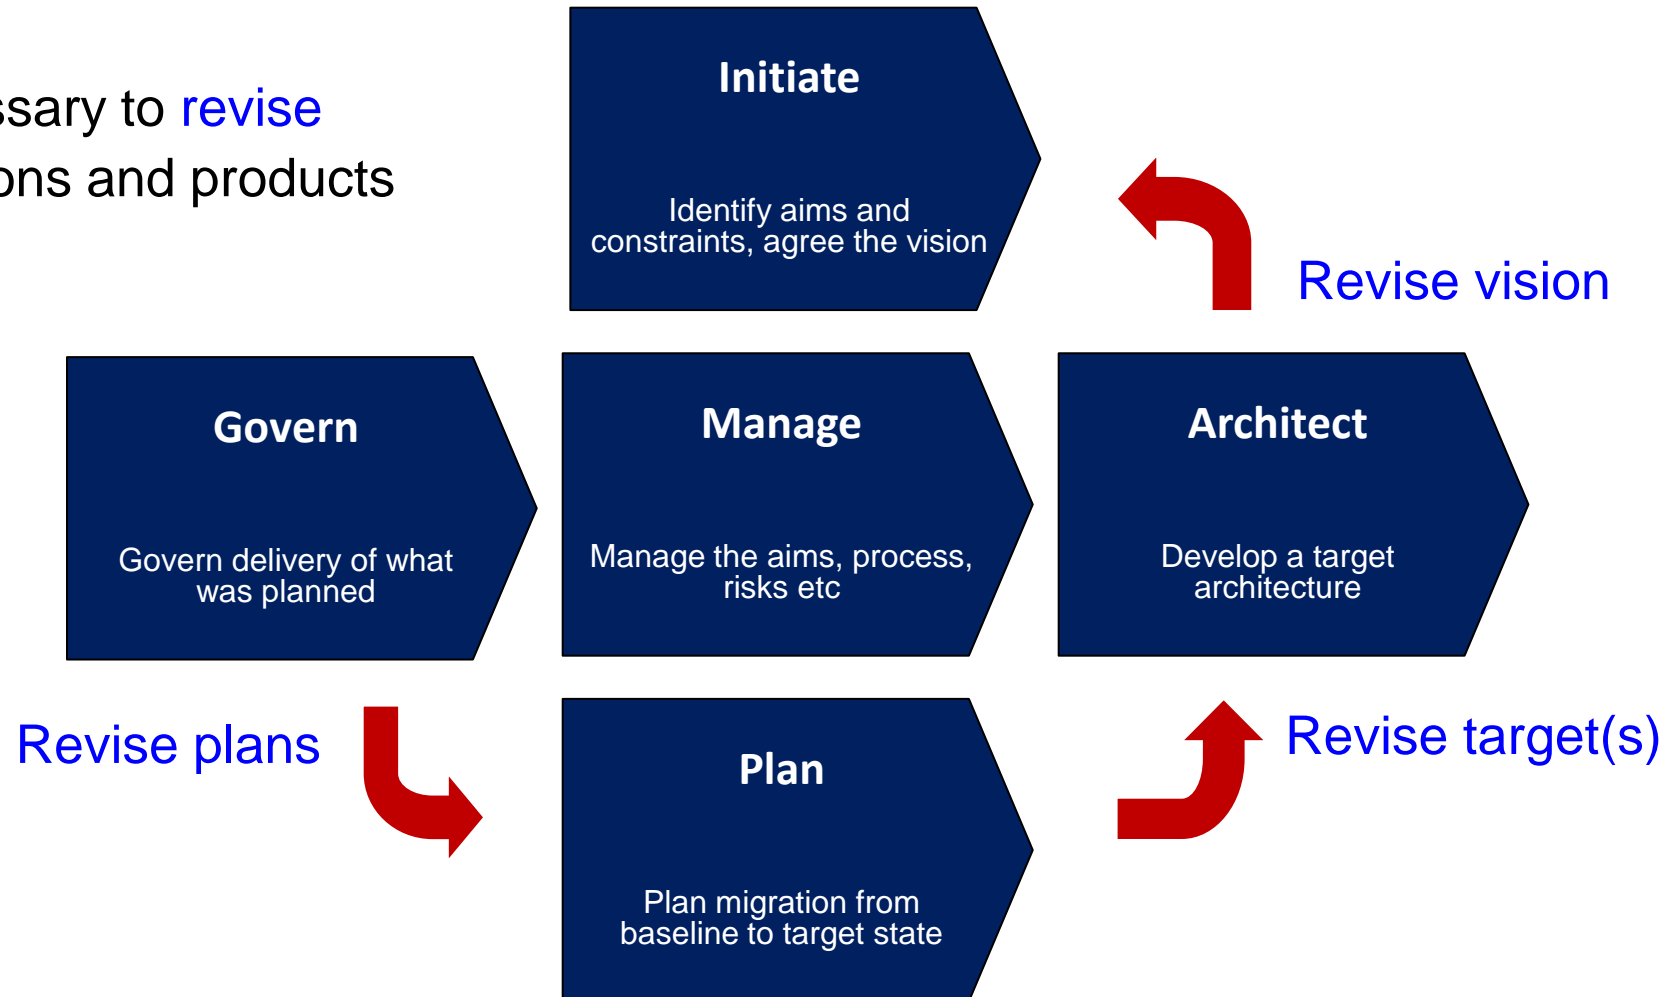 Initiate
to revise
and products
Identify aims and
constraints, agree the vision
Revise vision
Govern
Govern delivery of what
was planned
Manage
Manage the aims, process,
risks etc
Architect
Develop a target
architecture
Revise plans
Plan
Plan migration from
baseline to target state
Revise target(s)